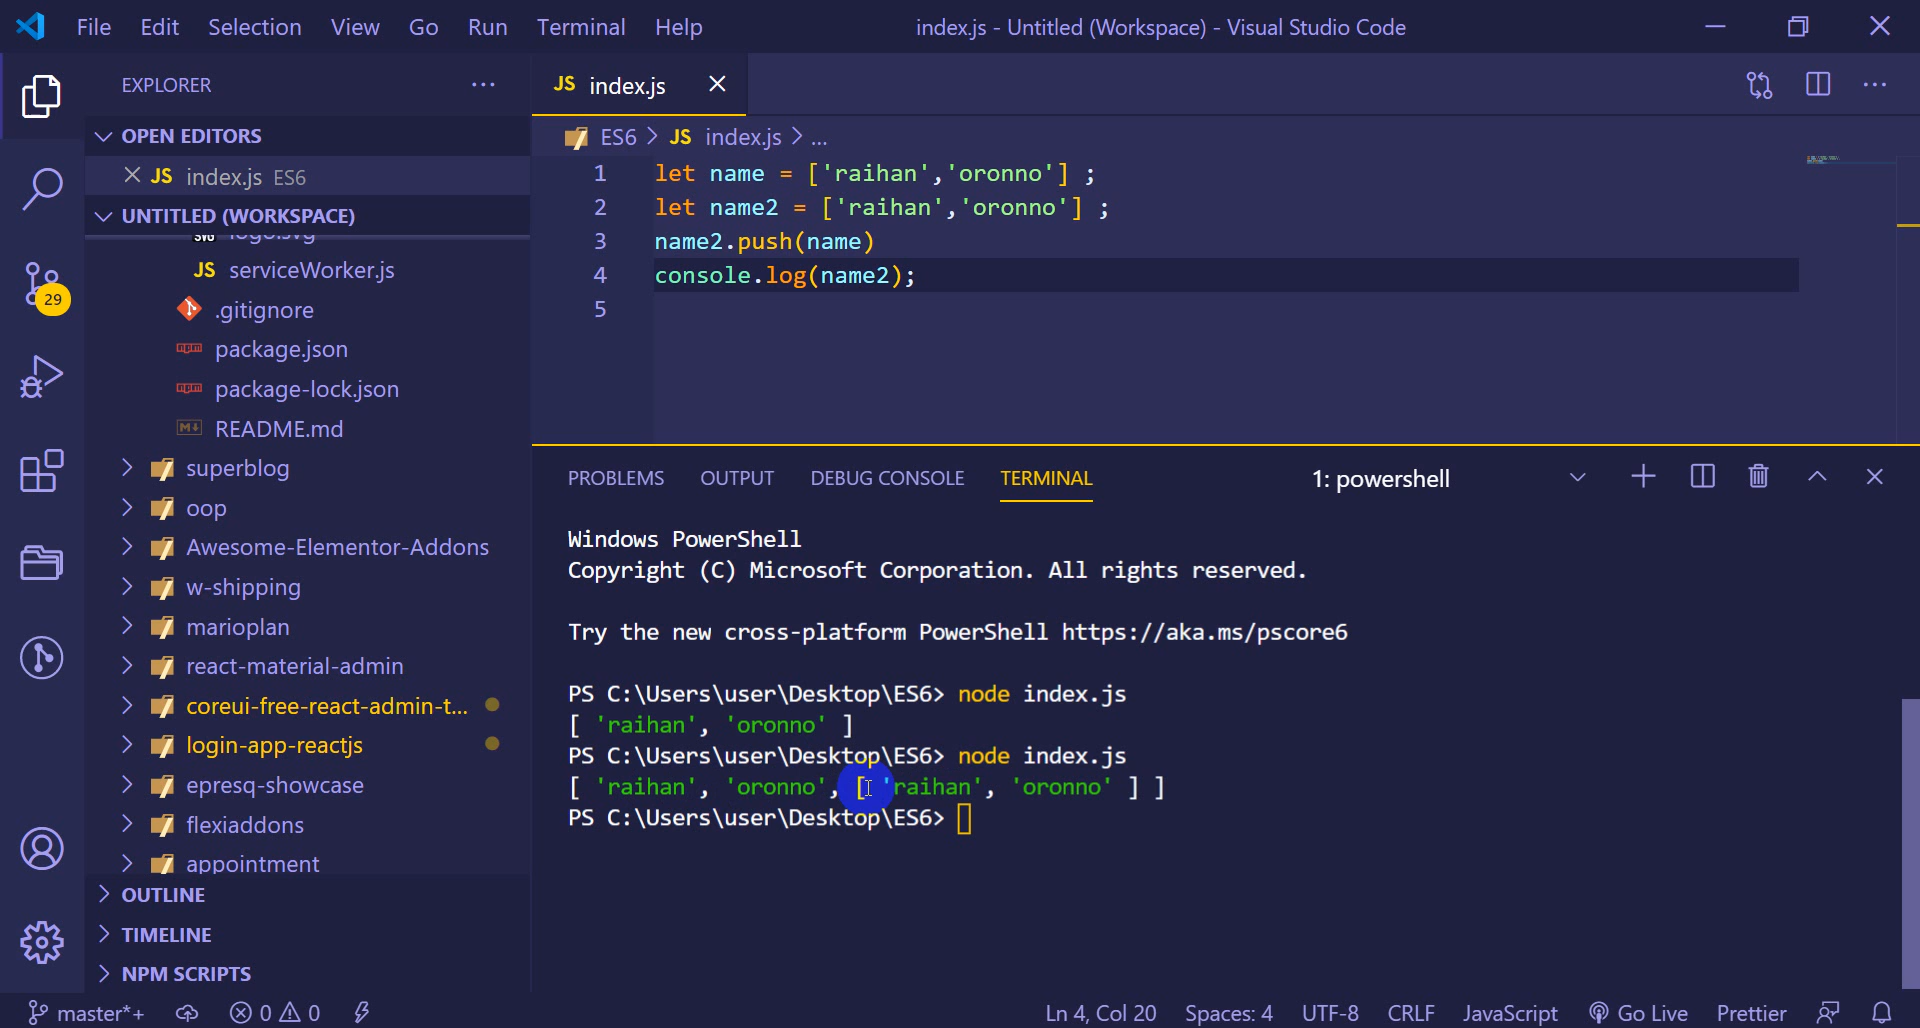 File Edit Selection View Go Run Terminal Help
index.js - Untitled (Workspace) - Visual Studio Code
EXPLORER
OPEN EDITORS
JS index.js ES6
UNTITLED (WORKSPACE)
logo.svg
JS serviceWorker.js
.gitignore
package.json
package-lock.json
README.md
superblog
oop
Awesome-Elementor-Addons
w-shipping
marioplan
react-material-admin
coreui-free-react-admin-t...
login-app-reactjs
epresq-showcase
flexiaddons
appointment
OUTLINE
TIMELINE
NPM SCRIPTS
29
JS index.js
ES6 > JS index.js > ...
1 let name = ['raihan','oronno'] ;
2 let name2 = ['raihan','oronno'] ;
3 name2.push(name)
4 console.log(name2);
5
PROBLEMS OUTPUT DEBUG CONSOLE TERMINAL
1: powershell
Windows PowerShell
Copyright (C) Microsoft Corporation. All rights reserved.
Try the new cross-platform PowerShell https://aka.ms/pscore6
PS C:\Users\user\Desktop\ES6> node index.js
[ 'raihan', 'oronno' ]
PS C:\Users\user\Desktop\ES6> node index.js
[ 'raihan', 'oronno', [ 'raihan', 'oronno' ] ]
PS C:\Users\user\Desktop\ES6>
master*+ 0 0
Ln 4, Col 20 Spaces: 4 UTF-8 CRLF JavaScript Go Live Prettier